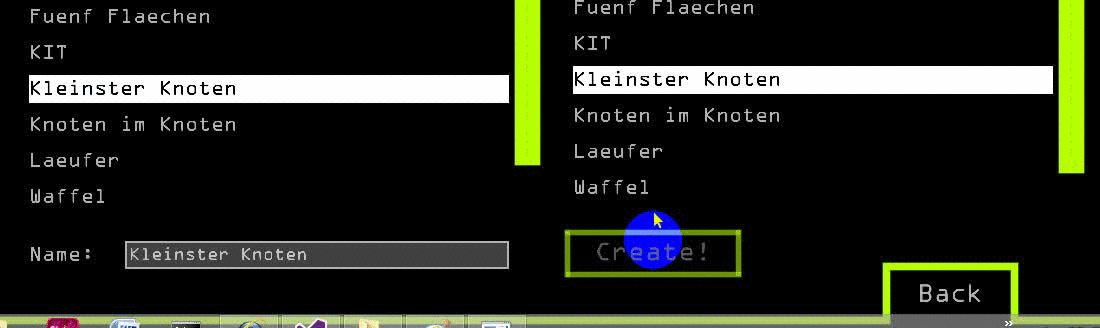 Fuenf Flaechen
KIT
Kleinster Knoten
Knoten im Knoten
Laeufer
Waffel
Name: Kleinster Knoten
Fuenf Flaechen
KIT
Kleinster Knoten
Knoten im Knoten
Laeufer
Waffel
Create!
Back
»